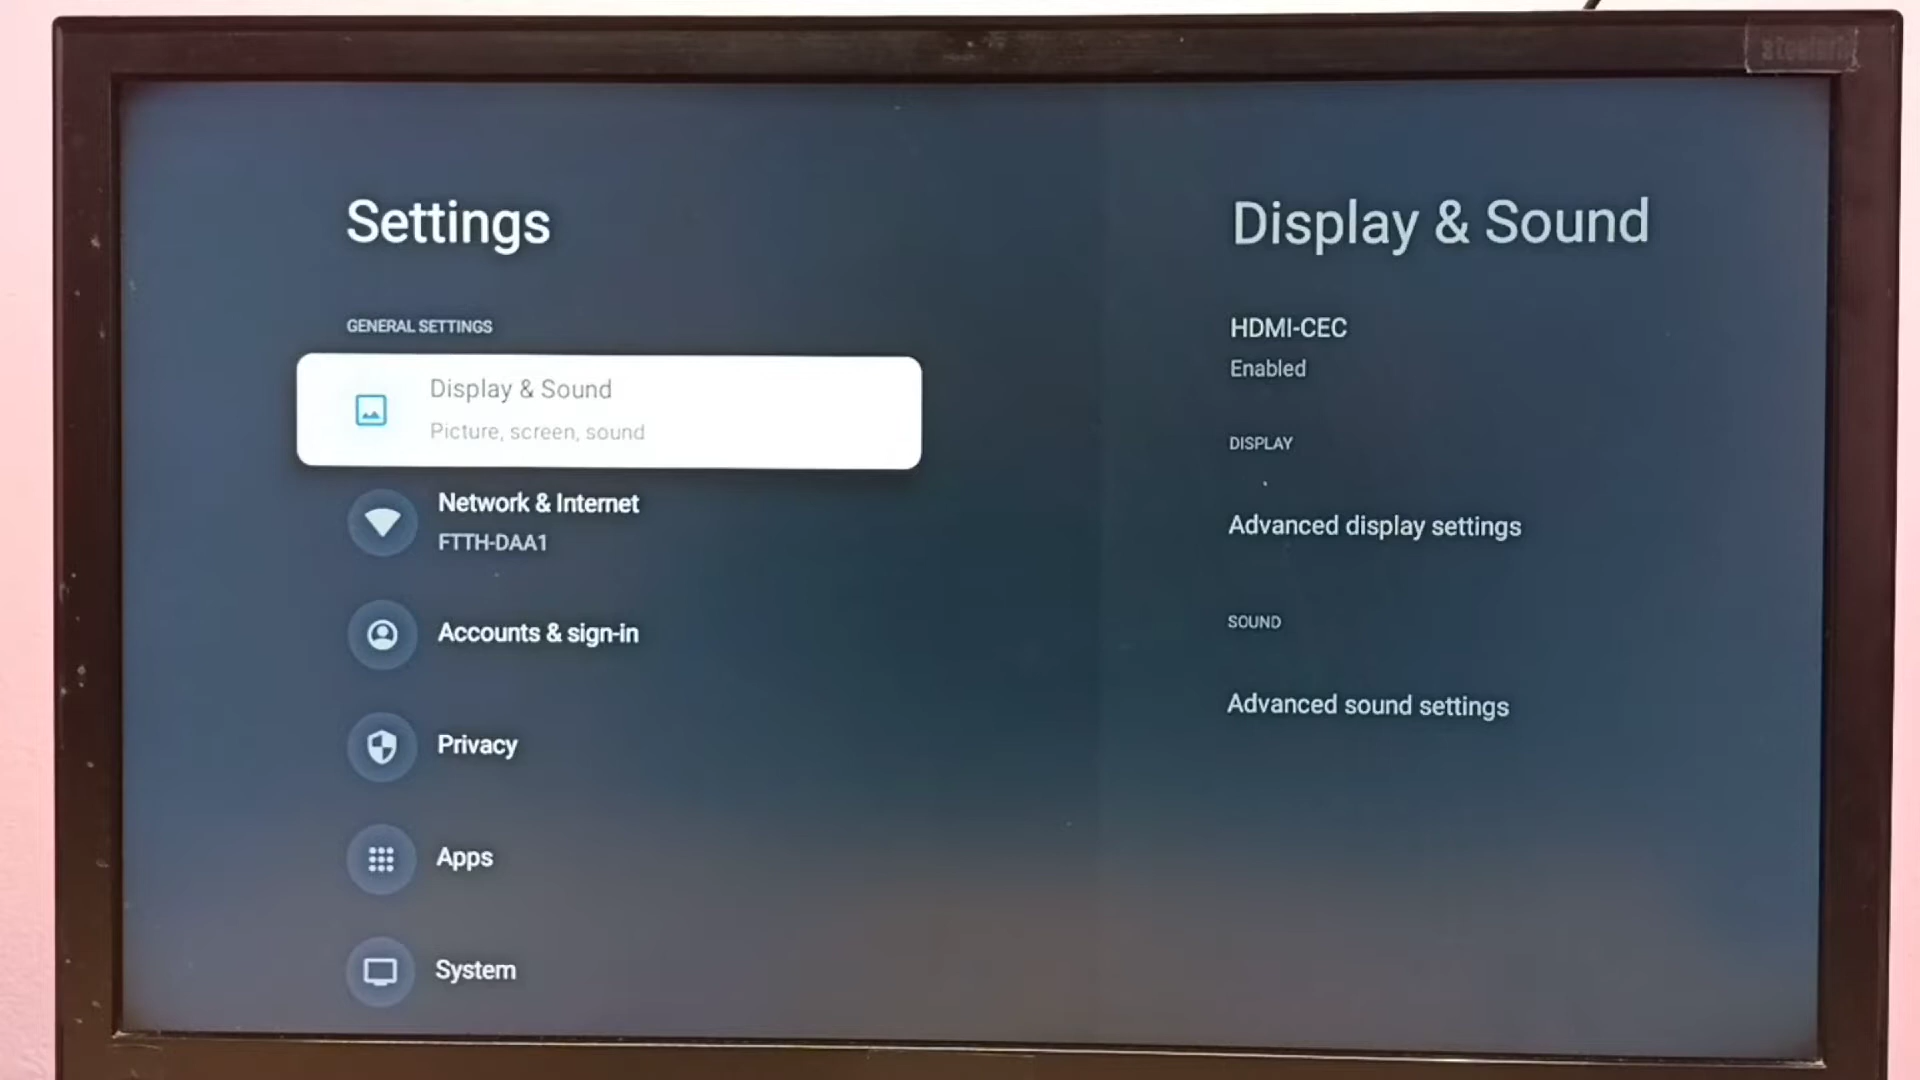 Settings
GENERAL SETTINGS
Display & Sound
Picture, screen, sound
Network & Internet
FTTH-DAA1
Accounts & sign-in
Privacy
Apps
System
Display & Sound
HDMI-CEC
Enabled
DISPLAY
Advanced display settings
SOUND
Advanced sound settings